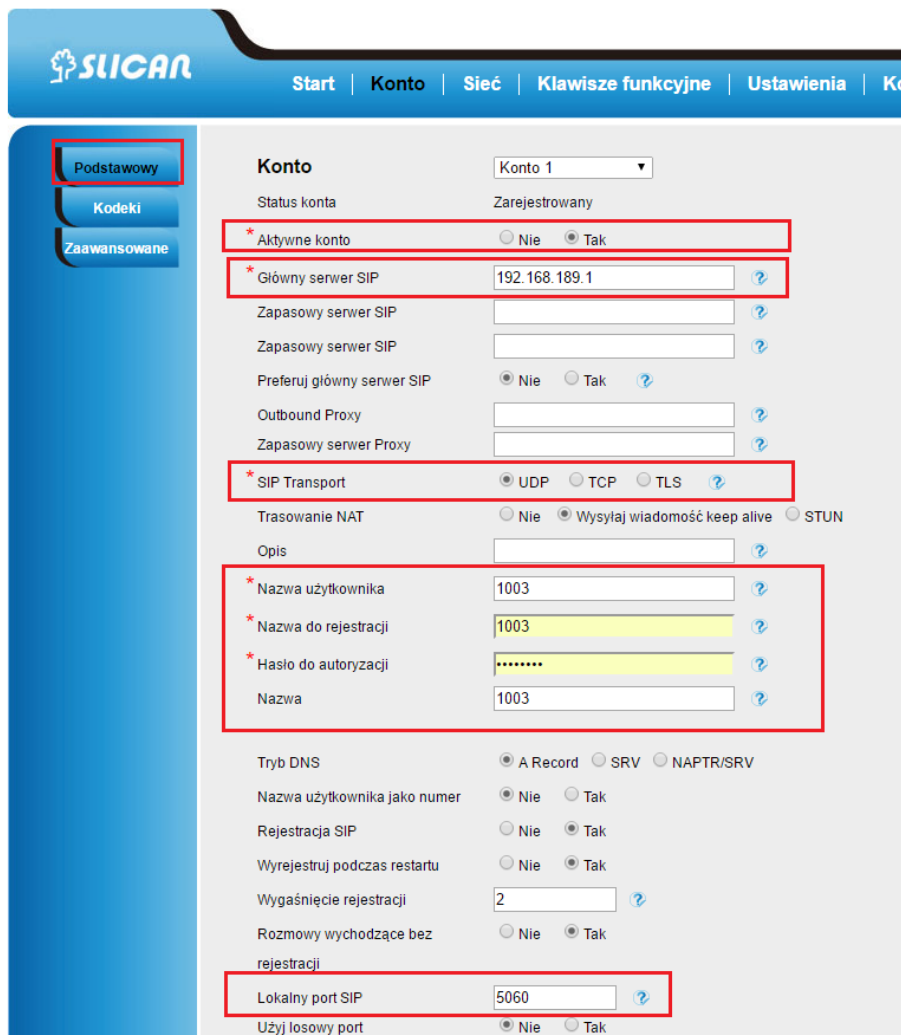 SLICAN
Start | Konto | Sieć | Klawisze funkcyjne | Ustawienia
Podstawowy
Kodeki
Zaawansowane
Konto Konto 1
Status konta Zarejestrowany
* Aktywne konto Nie Tak
* Główny serwer SIP 192.168.189.1
Zapasowy serwer SIP
Zapasowy serwer SIP
Preferuj główny serwer SIP Nie Tak
Outbound Proxy
Zapasowy serwer Proxy
* SIP Transport UDP TCP TLS
Trasowanie NAT Nie Wysyłaj wiadomość keep alive STUN
Opis
* Nazwa użytkownika 1003
* Nazwa do rejestracji 1003
* Hasło do autoryzacji ••••••••
Nazwa 1003
Tryb DNS A Record SRV NAPTR/SRV
Nazwa użytkownika jako numer Nie Tak
Rejestracja SIP Nie Tak
Wyrejestruj podczas restartu Nie Tak
Wygaśnięcie rejestracji 2
Rozmowy wychodzące bez Nie Tak
rejestracji
Lokalny port SIP 5060
Użyj losowy port Nie Tak